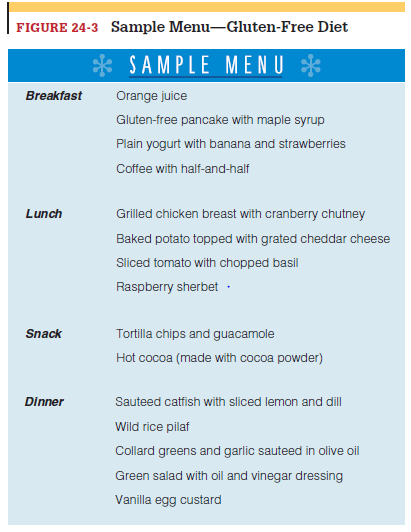 FIGURE 24-3 Sample Menu—Gluten-Free Diet
SAMPLE MENU
Breakfast Orange juice
Gluten-free pancake with maple syrup
Plain yogurt with banana and strawberries
Coffee with half-and-half
Lunch Grilled chicken breast with cranberry chutney
Baked potato topped with grated cheddar cheese
Sliced tomato with chopped basil
Raspberry sherbet
Snack Tortilla chips and guacamole
Hot cocoa (made with cocoa powder)
Dinner Sauteed catfish with sliced lemon and dill
Wild rice pilaf
Collard greens and garlic sauteed in olive oil
Green salad with oil and vinegar dressing
Vanilla egg custard